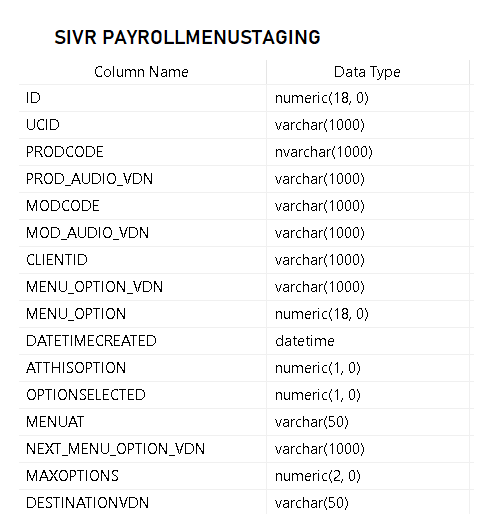 SIVR PAYROLLMENUSTAGING
Column Name Data Type
ID numeric(18, 0)
UCID varchar(1000)
PRODCODE nvarchar(1000)
PROD_AUDIO_VDN varchar(1000)
MODCODE varchar(1000)
MOD_AUDIO_VDN varchar(1000)
CLIENTID varchar(1000)
MENU_OPTION_VDN varchar(1000)
MENU_OPTION numeric(18, 0)
DATETIMECREATED datetime
ATTHISOPTION numeric(1, 0)
OPTIONSELECTED numeric(1, 0)
MENUAT varchar(50)
NEXT_MENU_OPTION_VDN varchar(1000)
MAXOPTIONS numeric(2, 0)
DESTINATIONVDN varchar(50)